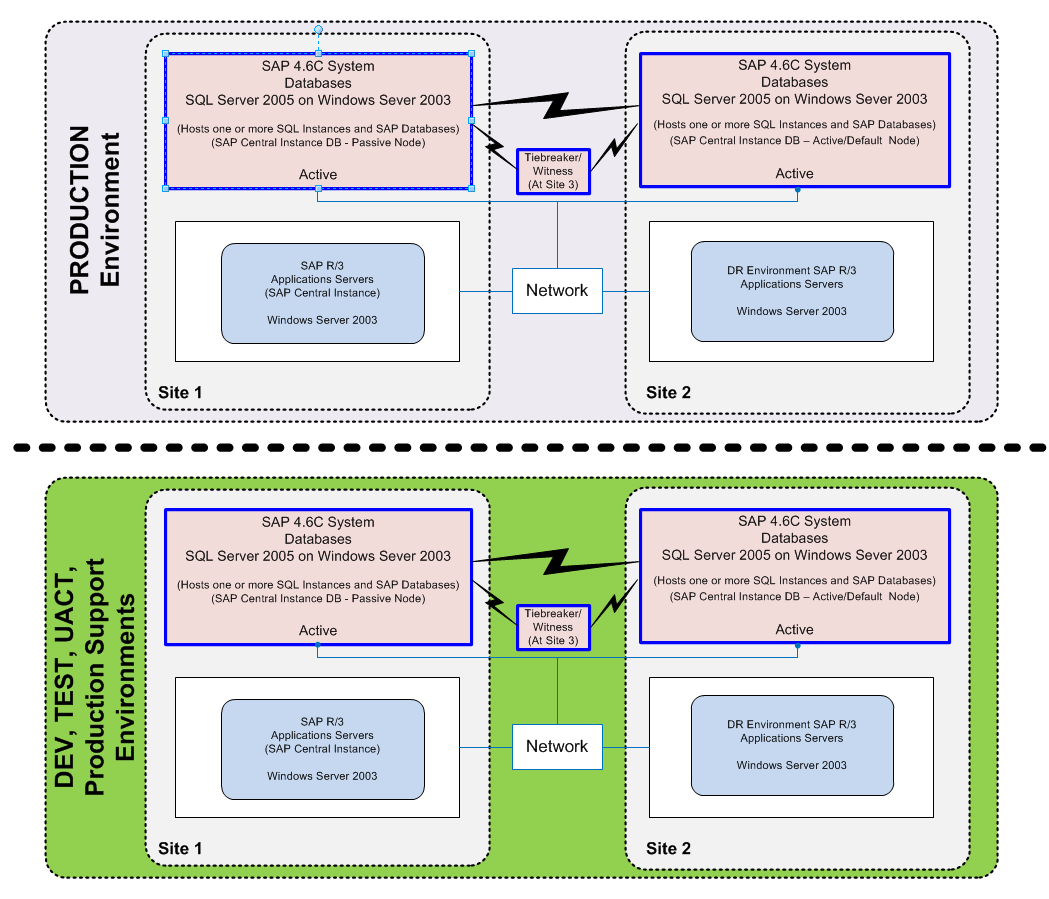 PRODUCTION
Environment
SAP 4.6C System
Databases
SQL Server 2005 on Windows Sever 2003
(Hosts one or more SQL Instances and SAP Databases)
(SAP Central Instance DB - Passive Node)
Active
Tiebreaker/
Witness
(At Site 3)
SAP 4.6C System
Databases
SQL Server 2005 on Windows Sever 2003
(Hosts one or more SQL Instances and SAP Databases)
(SAP Central Instance DB – Active/Default  Node)
Active
SAP R/3
Applications Servers
(SAP Central Instance)
Windows Server 2003
Network
DR Environment SAP R/3
Applications Servers
Windows Server 2003
Site 1
Site 2
DEV, TEST, UACT,
Production Support
Environments
SAP 4.6C System
Databases
SQL Server 2005 on Windows Sever 2003
(Hosts one or more SQL Instances and SAP Databases)
(SAP Central Instance DB - Passive Node)
Active
Tiebreaker/
Witness
(At Site 3)
SAP 4.6C System
Databases
SQL Server 2005 on Windows Sever 2003
(Hosts one or more SQL Instances and SAP Databases)
(SAP Central Instance DB – Active/Default  Node)
Active
SAP R/3
Applications Servers
(SAP Central Instance)
Windows Server 2003
Network
DR Environment SAP R/3
Applications Servers
Windows Server 2003
Site 1
Site 2